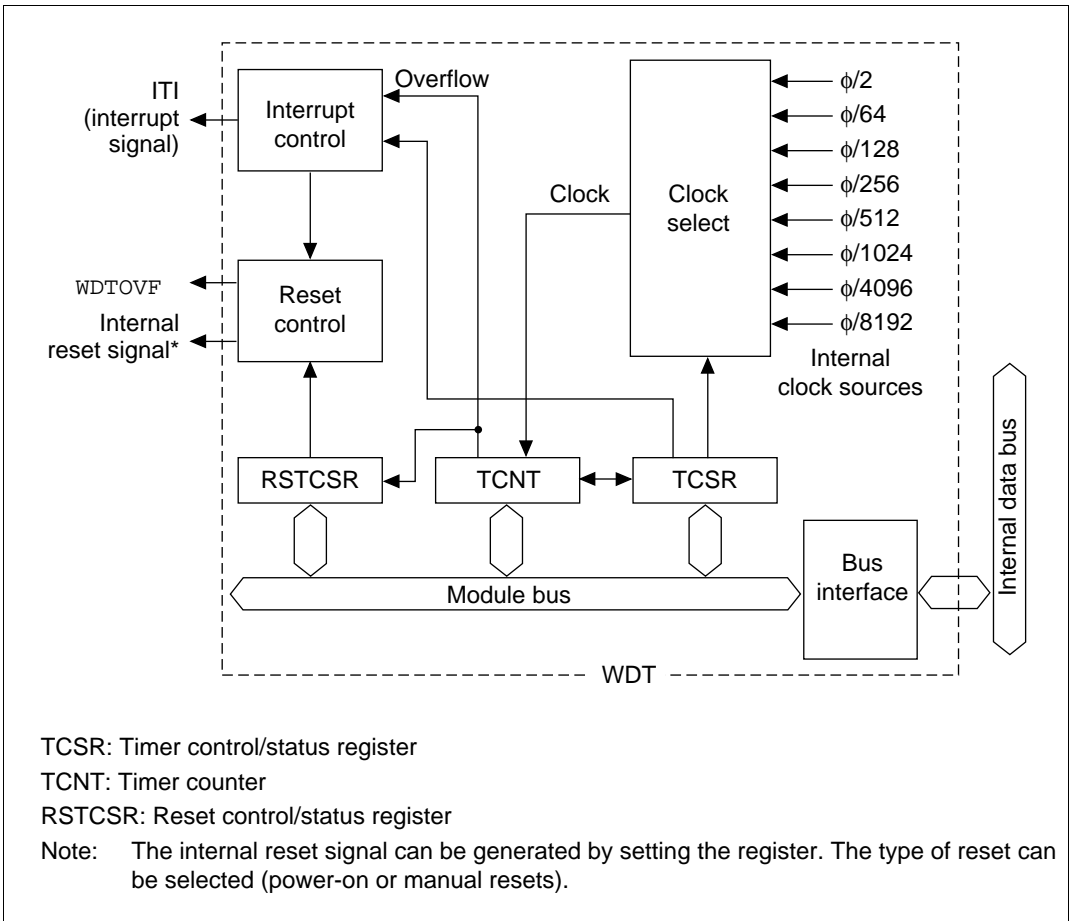 ITI
(interrupt
signal)
Interrupt
control
Overflow
Clock
Clock
select
ϕ/2
ϕ/64
ϕ/128
ϕ/256
ϕ/512
ϕ/1024
ϕ/4096
ϕ/8192
Internal
clock sources
WDTOVF
Internal
reset signal*
Reset
control
RSTCSR
TCNT
TCSR
Module bus
Bus
interface
Internal data bus
WDT
TCSR: Timer control/status register
TCNT: Timer counter
RSTCSR: Reset control/status register
Note: The internal reset signal can be generated by setting the register. The type of reset can
be selected (power-on or manual resets).